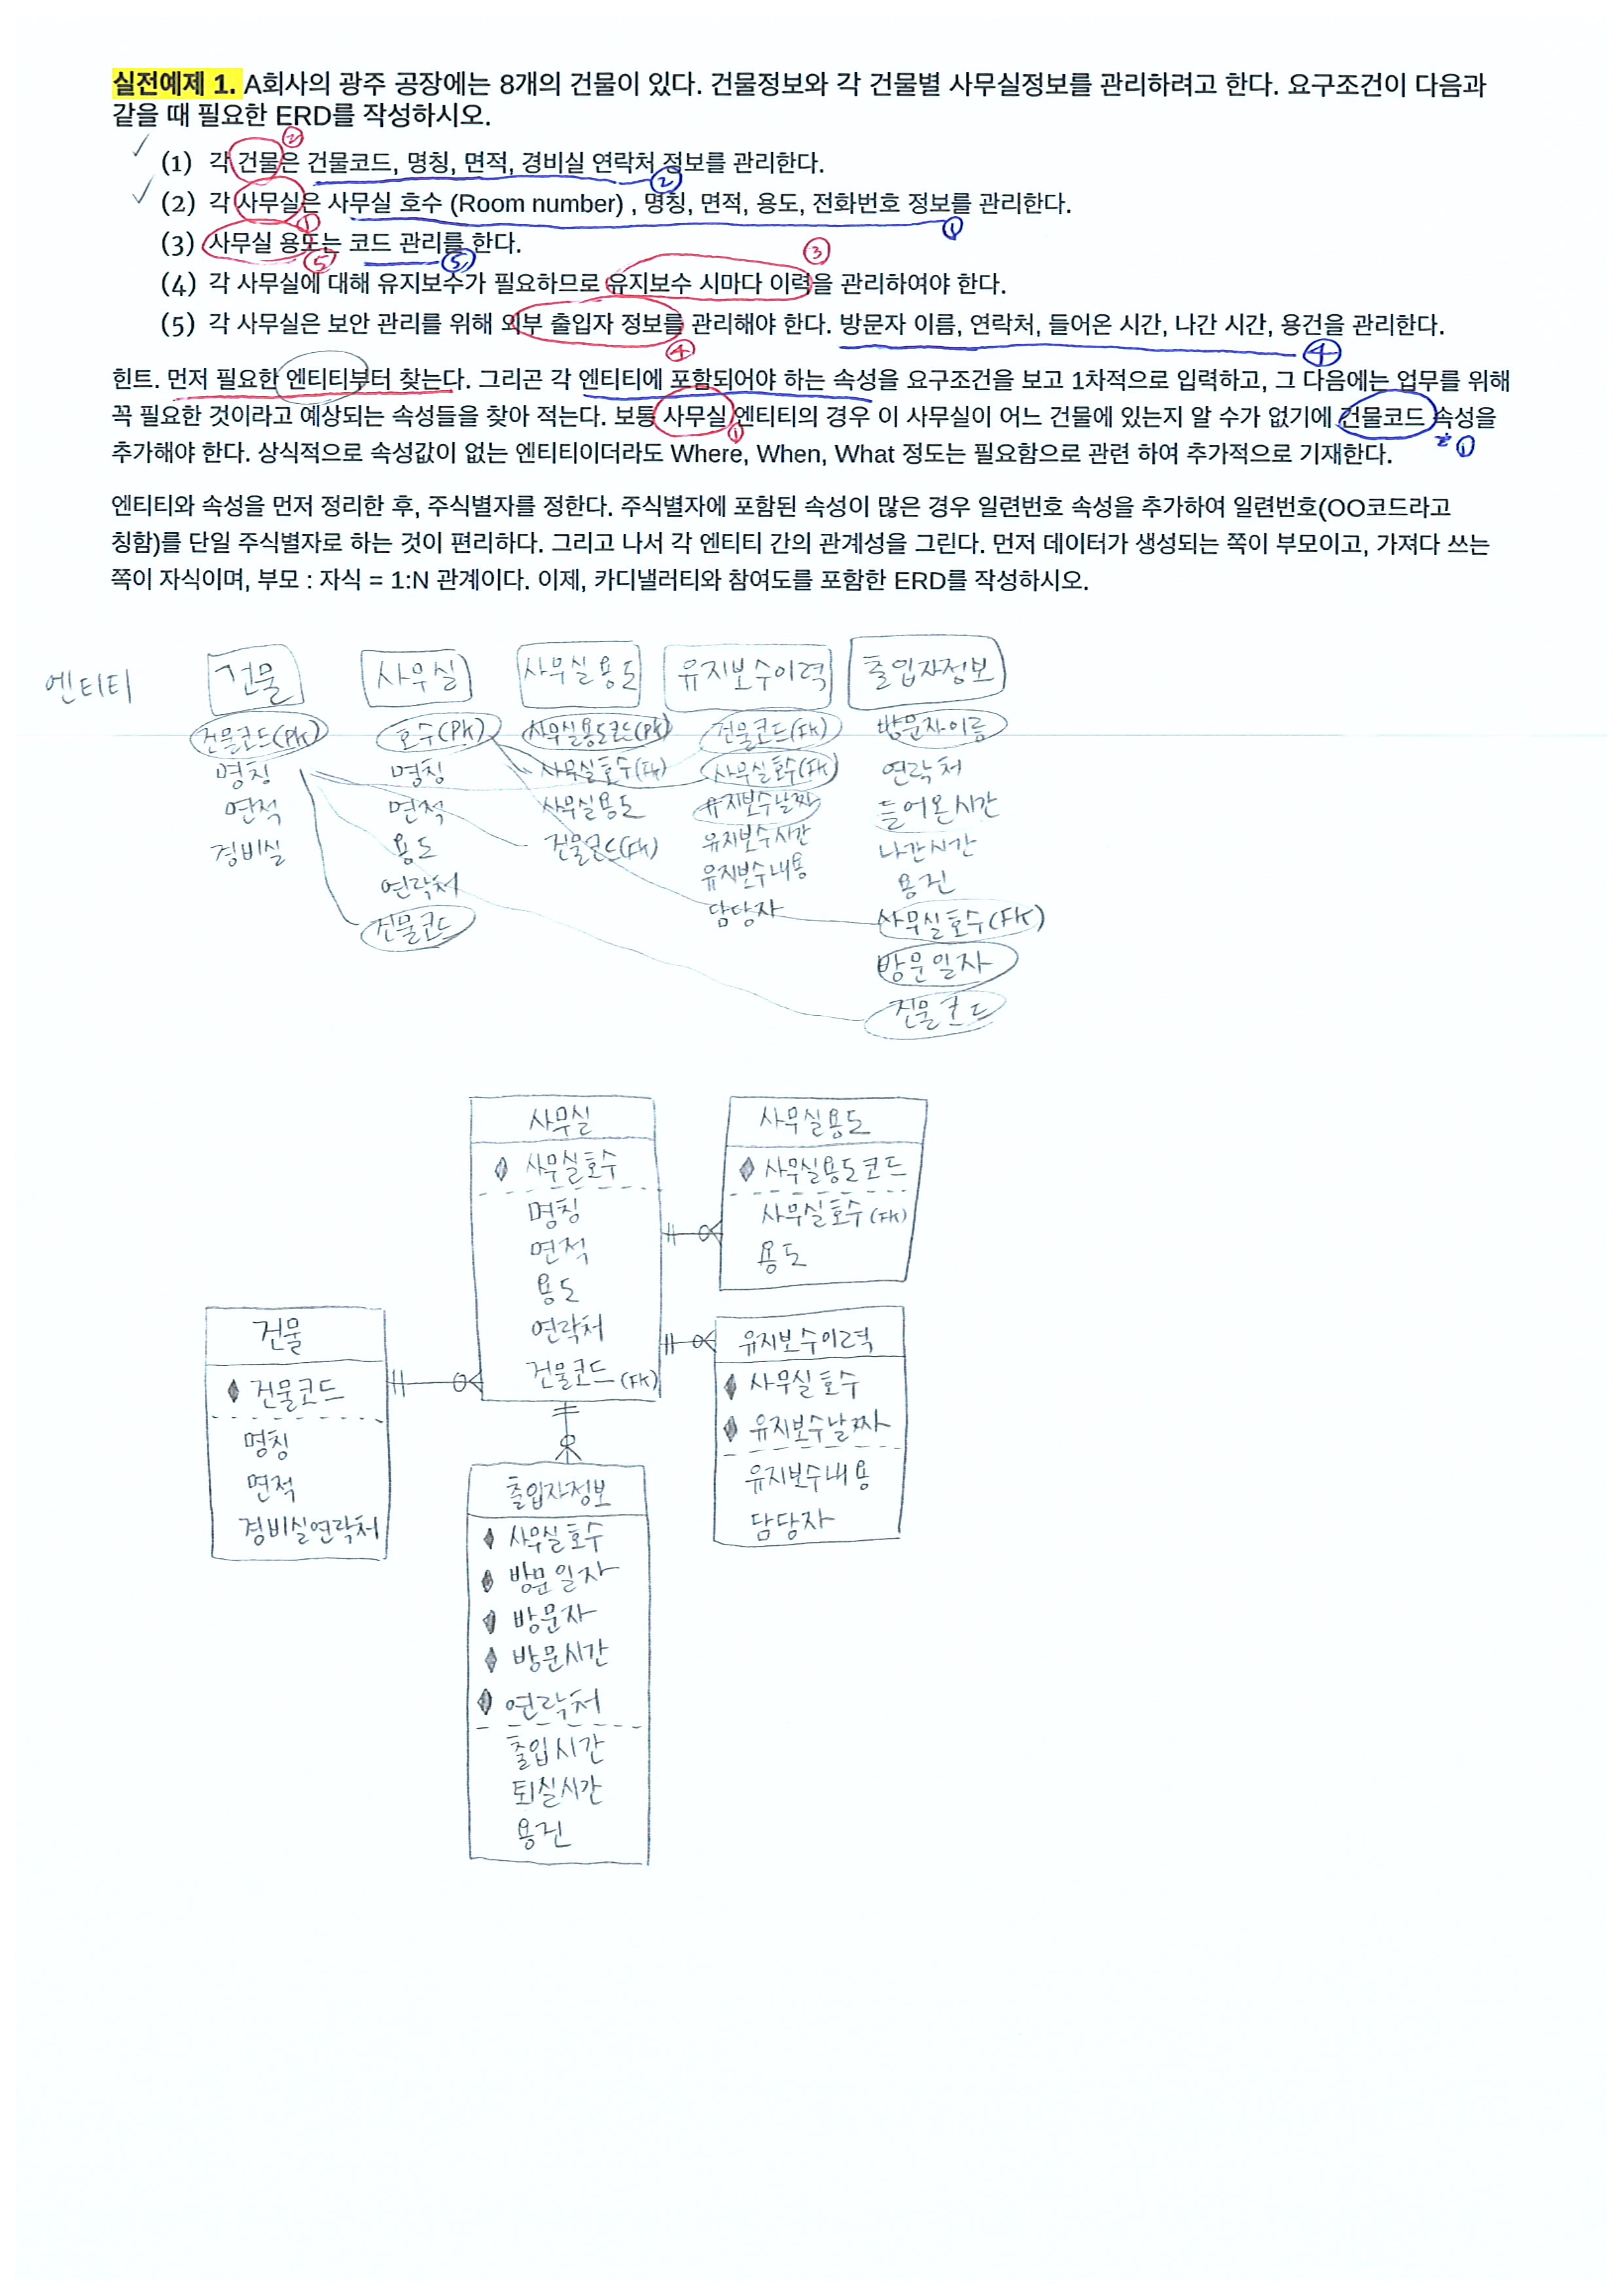 실전예제 1. A회사의 광주 공장에는 8개의 건물이 있다. 건물정보와 각 건물별 사무실정보를 관리하려고 한다. 요구조건이 다음과
같을 때 필요한 ERD를 작성하시오.
②
(1) 각 건물은 건물코드, 명칭, 면적, 경비실 연락처 정보를 관리한다.
②
(2) 각 사무실은 사무실 호수 (Room number) , 명칭, 면적, 용도, 전화번호 정보를 관리한다.
① ①
(3) 사무실 용도는 코드 관리를 한다.
⑤ ⑤ ③
(4) 각 사무실에 대해 유지보수가 필요하므로 유지보수 시마다 이력을 관리하여야 한다.
(5) 각 사무실은 보안 관리를 위해 외부 출입자 정보를 관리해야 한다. 방문자 이름, 연락처, 들어온 시간, 나간 시간, 용건을 관리한다.
④ ④
힌트. 먼저 필요한 엔티티부터 찾는다. 그리곤 각 엔티티에 포함되어야 하는 속성을 요구조건을 보고 1차적으로 입력하고, 그 다음에는 업무를 위해
꼭 필요한 것이라고 예상되는 속성들을 찾아 적는다. 보통 사무실 엔티티의 경우 이 사무실이 어느 건물에 있는지 알 수가 없기에 건물코드 속성을
① ①
추가해야 한다. 상식적으로 속성값이 없는 엔티티이더라도 Where, When, What 정도는 필요함으로 관련 하여 추가적으로 기재한다.
엔티티와 속성을 먼저 정리한 후, 주식별자를 정한다. 주식별자에 포함된 속성이 많은 경우 일련번호 속성을 추가하여 일련번호(OO코드라고
칭함)를 단일 주식별자로 하는 것이 편리하다. 그리고 나서 각 엔티티 간의 관계성을 그린다. 먼저 데이터가 생성되는 쪽이 부모이고, 가져다 쓰는
쪽이 자식이며, 부모 : 자식 = 1:N 관계이다. 이제, 카디낼러티와 참여도를 포함한 ERD를 작성하시오.
엔티티 건물 사무실 사무실용도 유지보수이력 출입자정보
건물코드(PK) 호수(PK) 사무실용도코드(PK) 건물코드(FK) 방문자이름
명칭 명칭 사무실호수(FK) 사무실호수(FK) 연락처
면적 면적 사무실용도 유지보수날짜 들어온시간
경비실 용도 건물코드(FK) 유지보수시간 나간시간
연락처 유지보수내용 용건
건물코드 담당자 사무실호수(FK)
방문일자
건물코드
사무실
사무실호수
명칭
면적
용도
연락처
건물코드(FK)
사무실용도
사무실용도코드
사무실호수(FK)
용도
건물
건물코드
명칭
면적
경비실연락처
유지보수이력
사무실호수
유지보수날짜
유지보수내용
담당자
출입자정보
사무실호수
방문일자
방문자
방문시간
연락처
출입시간
퇴실시간
용건